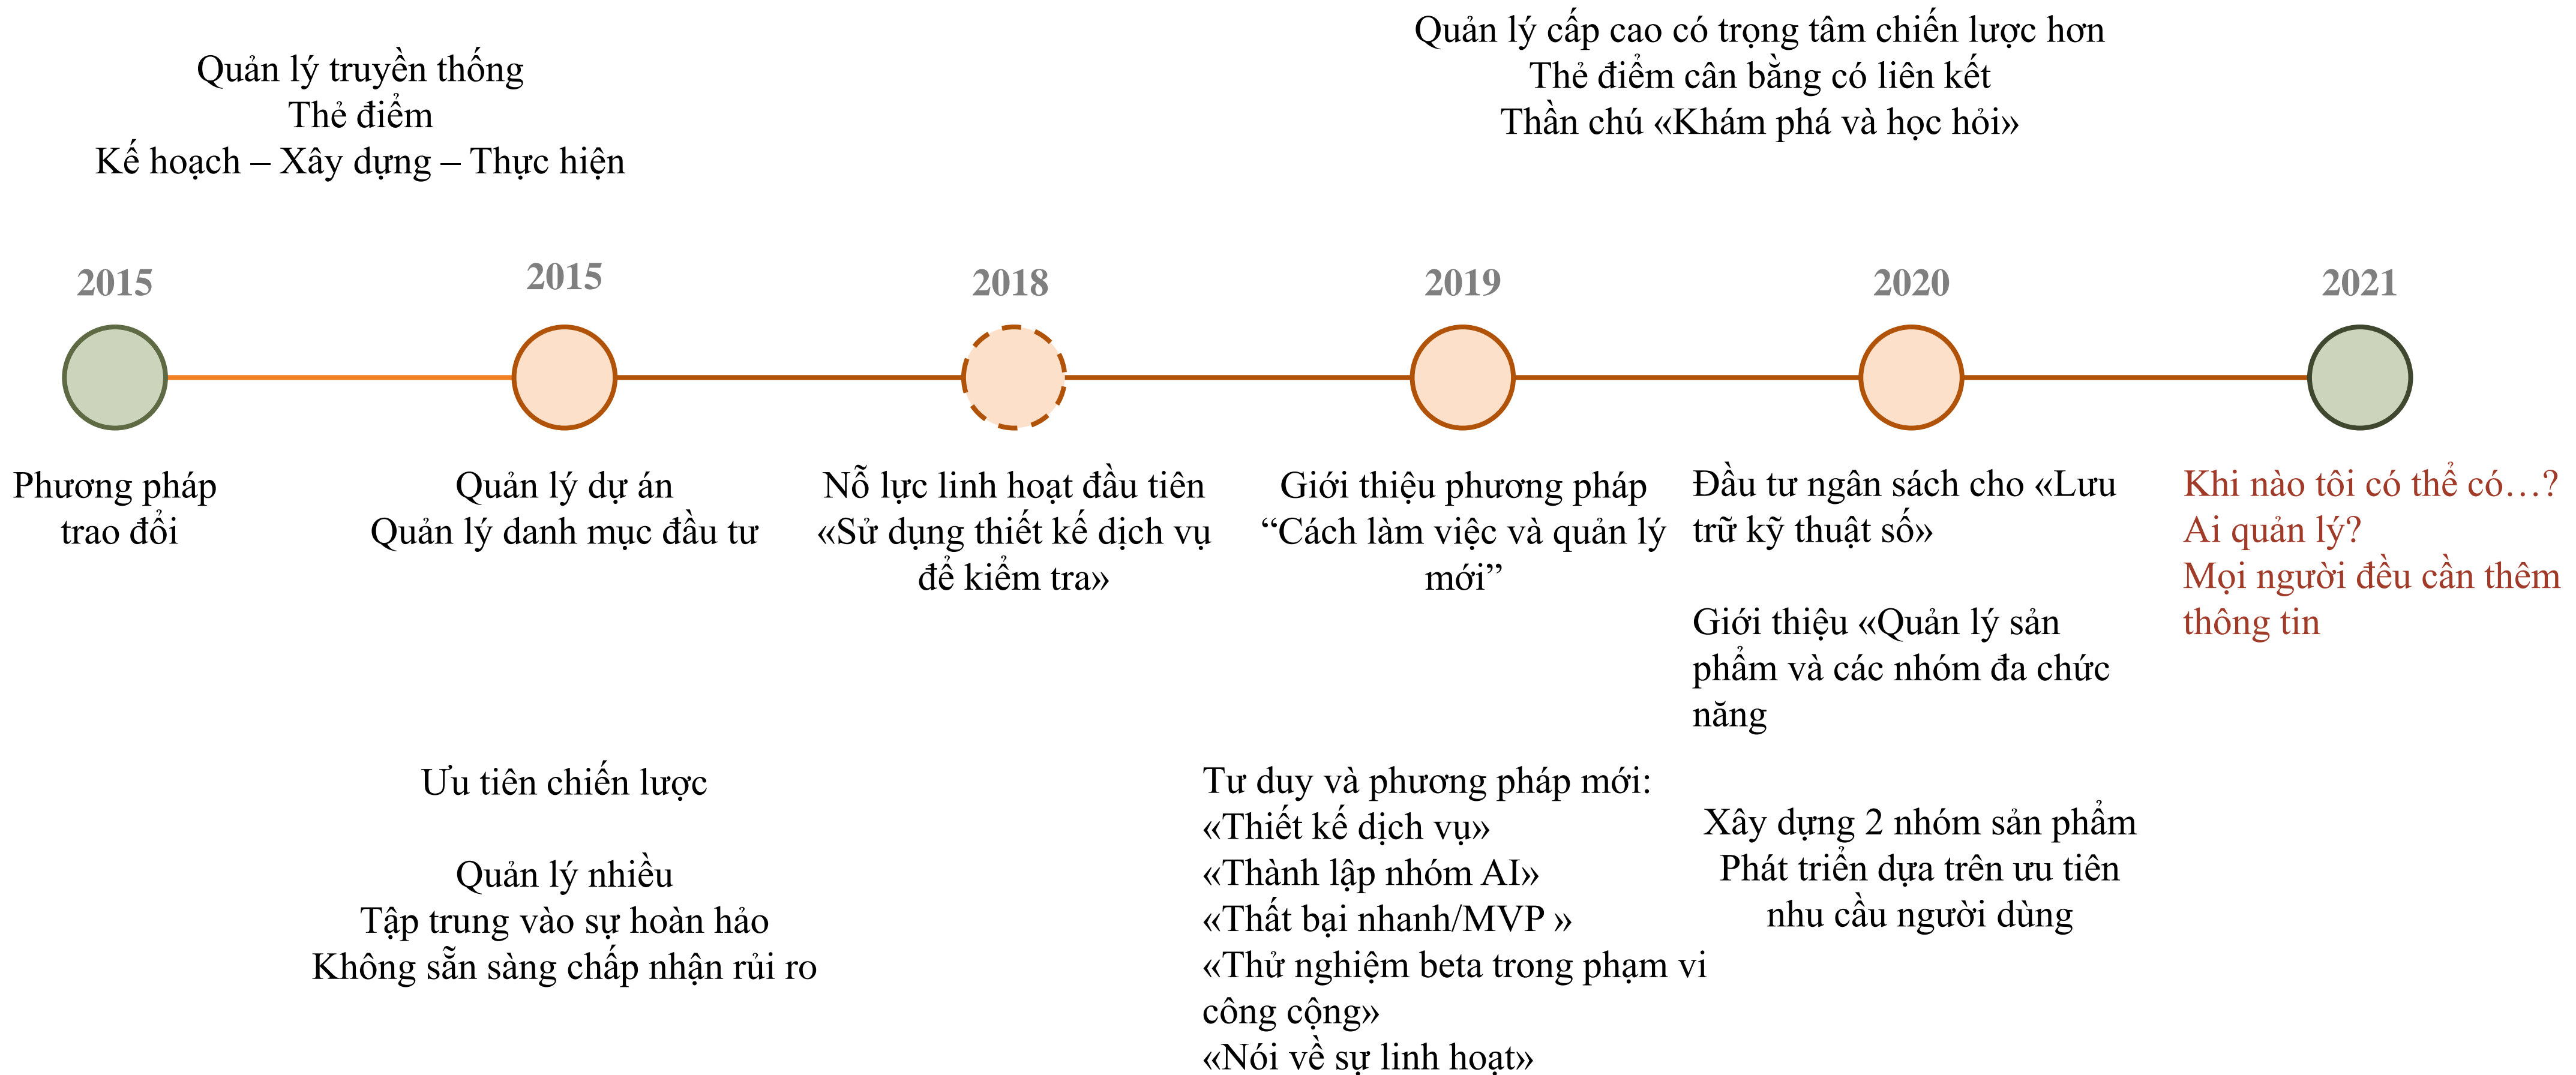 Quản lý truyền thống
Thẻ điểm
Kế hoạch – Xây dựng – Thực hiện
Quản lý cấp cao có trọng tâm chiến lược hơn
Thẻ điểm cân bằng có liên kết
Thần chú «Khám phá và học hỏi»
2015
2015
2018
2019
2020
2021
Phương pháp
trao đổi
Quản lý dự án
Quản lý danh mục đầu tư
Nỗ lực linh hoạt đầu tiên
«Sử dụng thiết kế dịch vụ
để kiểm tra»
Giới thiệu phương pháp
“Cách làm việc và quản lý
mới”
Đầu tư ngân sách cho «Lưu
trữ kỹ thuật số»
Giới thiệu «Quản lý sản
phẩm và các nhóm đa chức
năng
Khi nào tôi có thể có…?
Ai quản lý?
Mọi người đều cần thêm
thông tin
Ưu tiên chiến lược
Quản lý nhiều
Tập trung vào sự hoàn hảo
Không sẵn sàng chấp nhận rủi ro
Tư duy và phương pháp mới:
«Thiết kế dịch vụ»
«Thành lập nhóm AI»
«Thất bại nhanh/MVP »
«Thử nghiệm beta trong phạm vi
công cộng»
«Nói về sự linh hoạt»
Xây dựng 2 nhóm sản phẩm
Phát triển dựa trên ưu tiên
nhu cầu người dùng